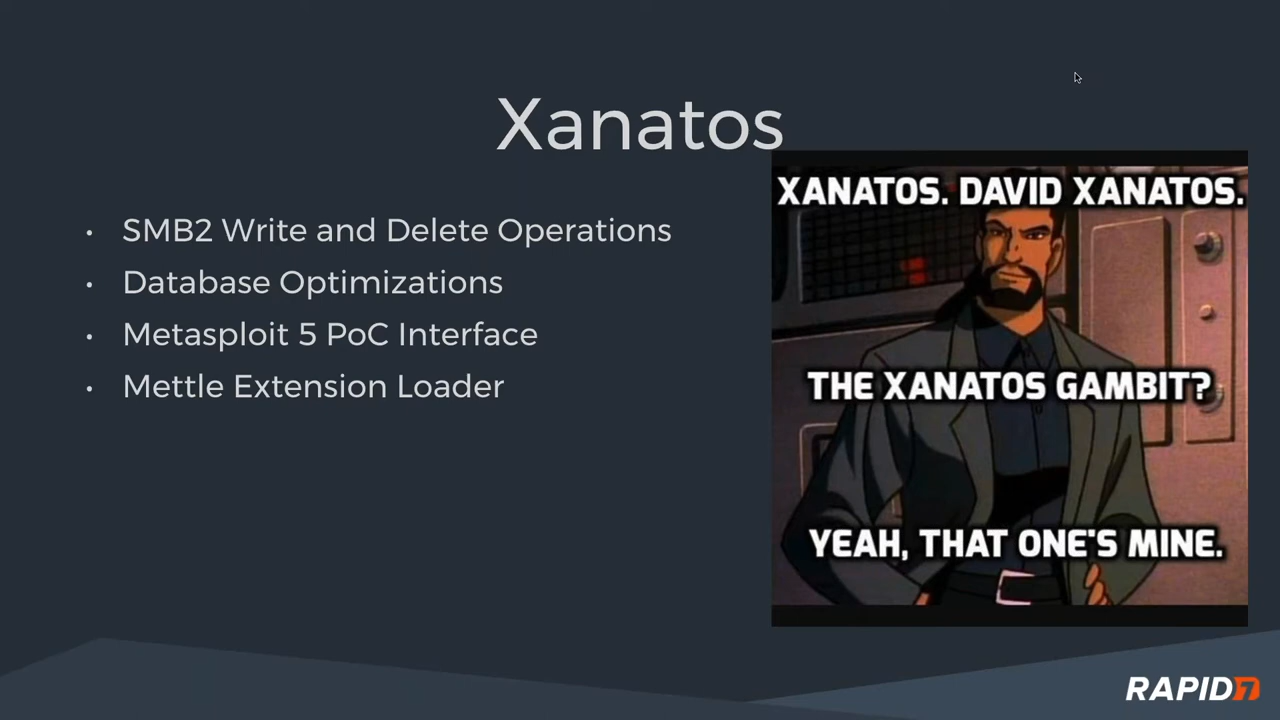 Xanatos
• SMB2 Write and Delete Operations
• Database Optimizations
• Metasploit 5 PoC Interface
• Mettle Extension Loader
XANATOS. DAVID XANATOS.
THE XANATOS GAMBIT?
YEAH, THAT ONE'S MINE.
RAPID7